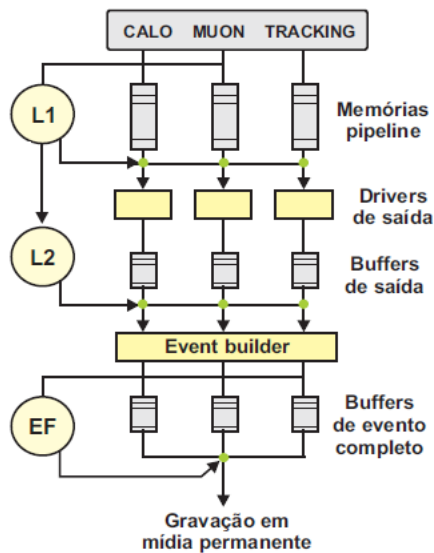 CALO MUON TRACKING
L1
Memórias
pipeline
Drivers
de saída
L2
Buffers
de saída
Event builder
EF
Buffers
de evento
completo
Gravação em
mídia permanente